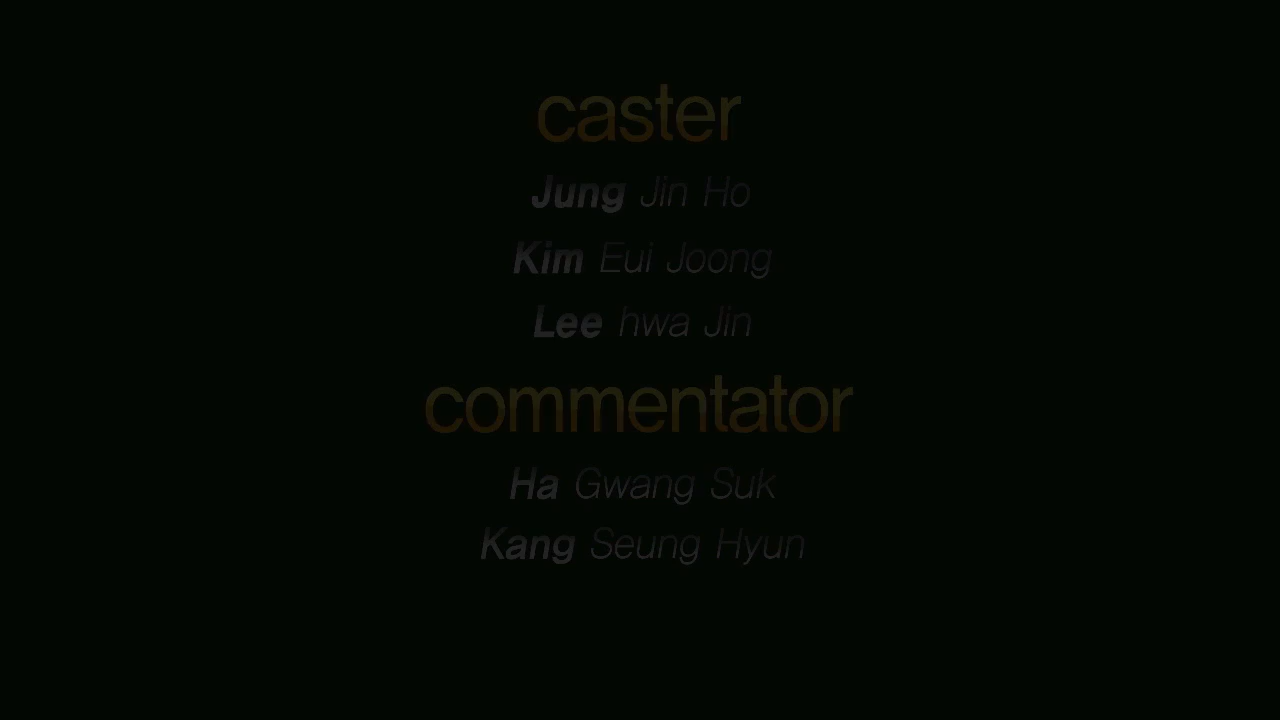 caster
Jung Jin Ho
Kim Eui Joong
Lee hwa Jin
commentator
Ha Gwang Suk
Kang Seung Hyun